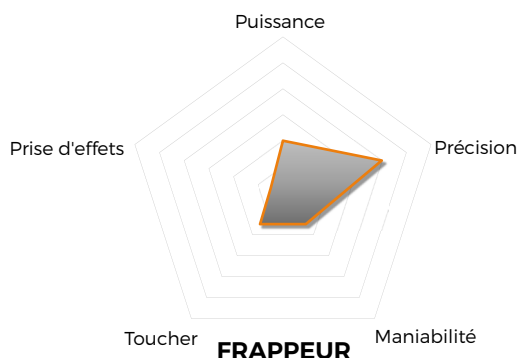 Puissance
Prise d'effets
Précision
Toucher
Maniabilité
FRAPPEUR